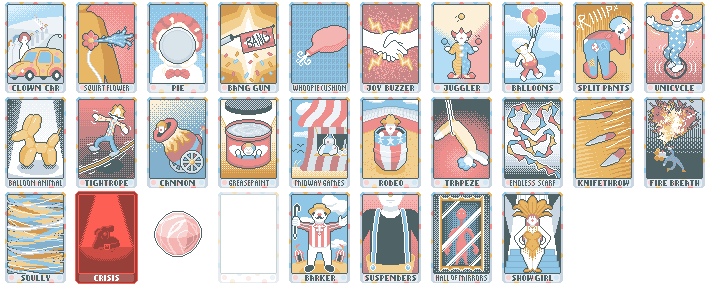 CLOWN CAR
SQUIRT FLOWER
PIE
BANG
BANG GUN
WHOOPIE CUSHION
JOY BUZZER
JUGGLER
BALLOONS
RIIIIP
SPLIT PANTS
UNICYCLE
BALLOON ANIMAL
TIGHTROPE
CANNON
GREASEPAINT
MIDWAY GAMES
RODEO
TRAPEZE
ENDLESS SCARF
KNIFETHROW
FIRE BREATH
SCULLY
CRISIS
BARKER
SUSPENDERS
HALL OF MIRRORS
SHOWGIRL